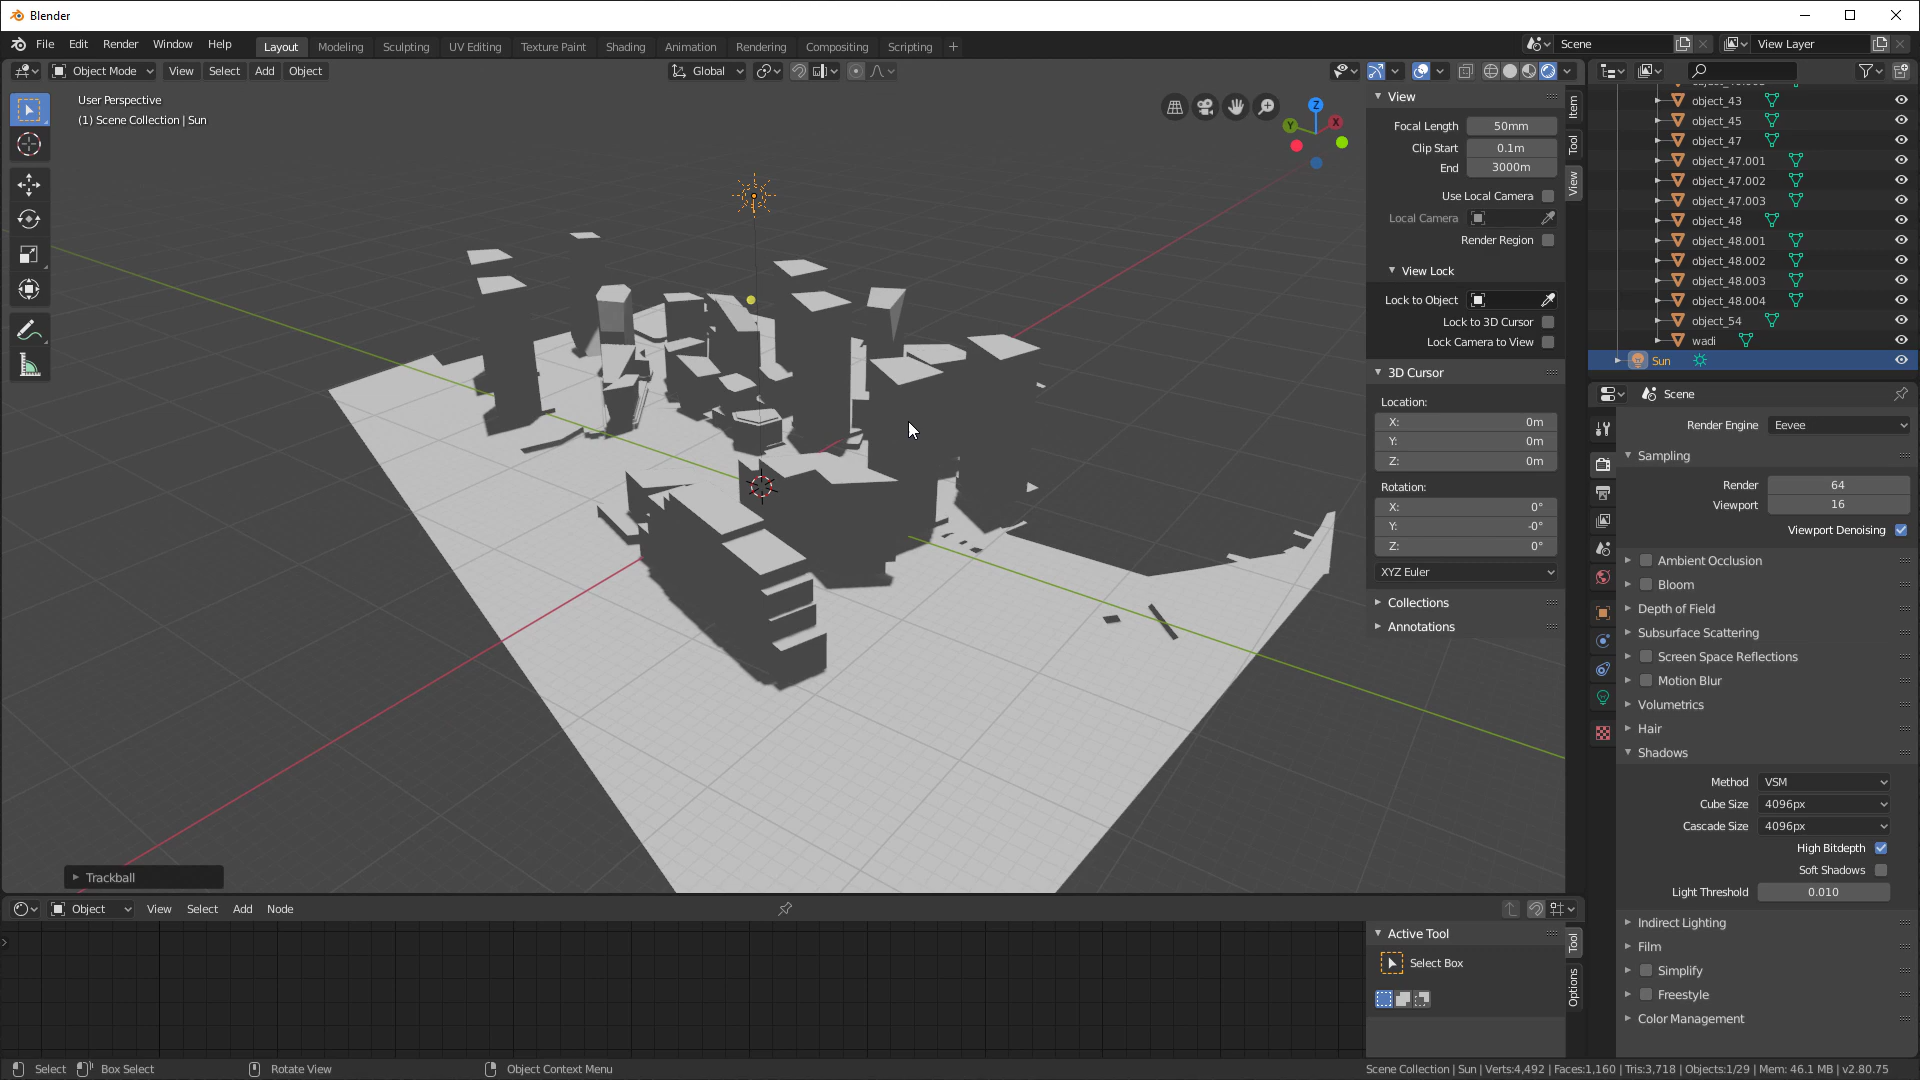 Blender
File Edit Render Window Help Layout Modeling Sculpting UV Editing Texture Paint Shading Animation Rendering Compositing Scripting + Scene View Layer
Object Mode View Select Add Object Global
User Perspective
(1) Scene Collection | Sun
Z
Y
X
View
Focal Length 50mm
Clip Start 0.1m
End 3000m
Use Local Camera
Local Camera
Render Region
View Lock
Lock to Object
Lock to 3D Cursor
Lock Camera to View
3D Cursor
Location:
X: 0m
Y: 0m
Z: 0m
Rotation:
X: 0°
Y: -0°
Z: 0°
XYZ Euler
Collections
Annotations
Item
Tool
View
object_43
object_45
object_47
object_47.001
object_47.002
object_47.003
object_48
object_48.001
object_48.002
object_48.003
object_48.004
object_54
wadi
Sun
Scene
Render Engine Eevee
Sampling
Render 64
Viewport 16
Viewport Denoising
Ambient Occlusion
Bloom
Depth of Field
Subsurface Scattering
Screen Space Reflections
Motion Blur
Volumetrics
Hair
Shadows
Method VSM
Cube Size 4096px
Cascade Size 4096px
High Bitdepth
Soft Shadows
Light Threshold 0.010
Indirect Lighting
Film
Simplify
Freestyle
Color Management
Trackball
Object View Select Add Node
Active Tool
Select Box
Tool
Options
Select Box Select Rotate View Object Context Menu
Scene Collection | Sun | Verts:4,492 | Faces:1,160 | Tris:3,718 | Objects:1/29 | Mem: 46.1 MB | v2.80.75